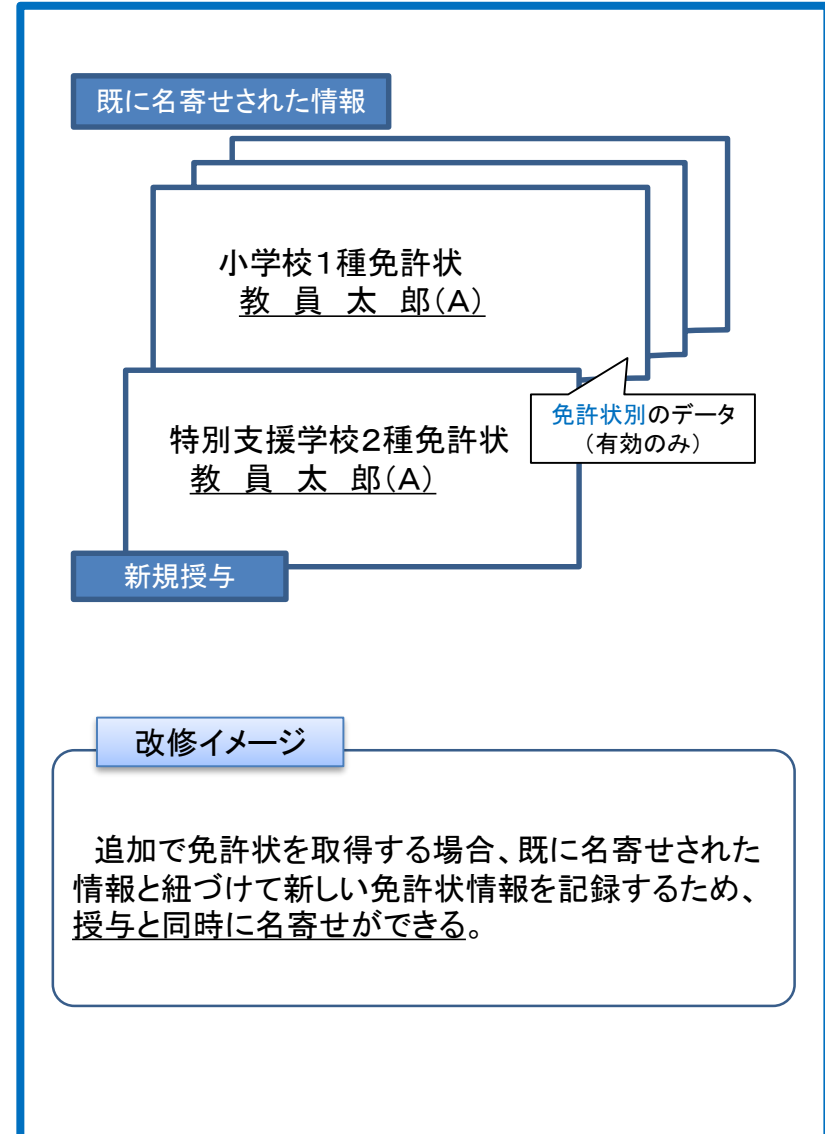 既に名寄せされた情報
小学校1種免許状
教　員　太　郎(A)
免許状別のデータ
(有効のみ)
特別支援学校2種免許状
教　員　太　郎(A)
新規授与
改修イメージ
　追加で免許状を取得する場合、既に名寄せされた
情報と紐づけて新しい免許状情報を記録するため、
授与と同時に名寄せができる。